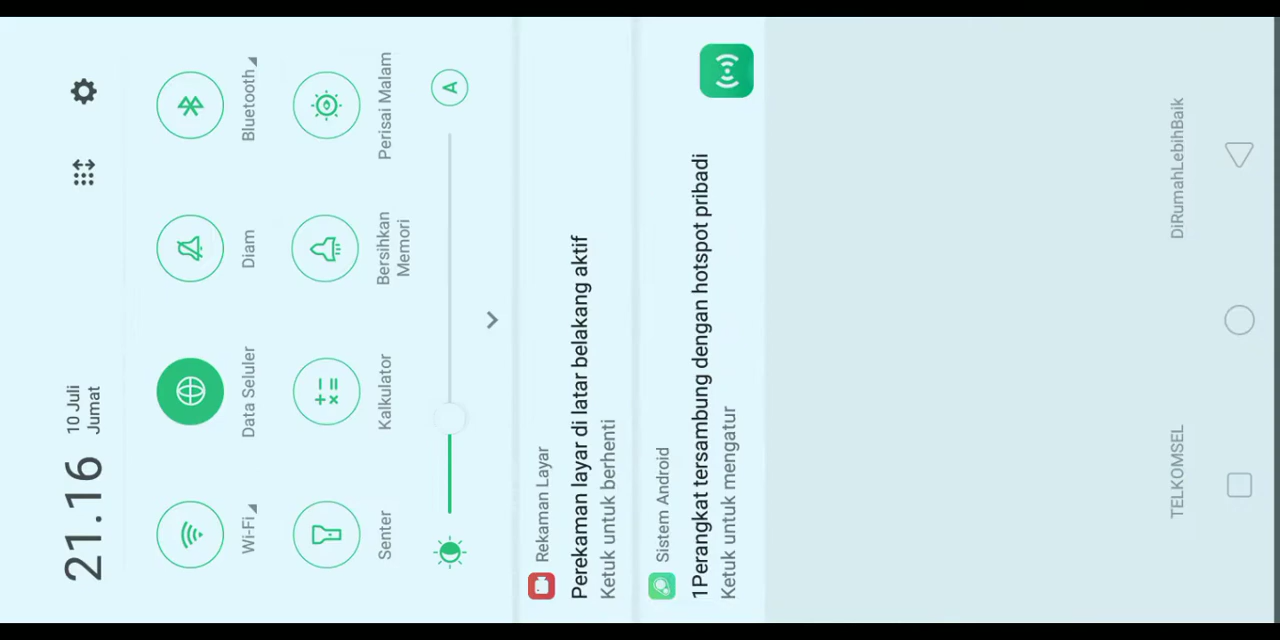 21.16
10 Juli
Jumat
Wi-Fi
Data Seluler
Diam
Bluetooth
Senter
Kalkulator
Bersihkan
Memori
Perisai Malam
A
Rekaman Layar
Perekaman layar di latar belakang aktif
Ketuk untuk berhenti
Sistem Android
1Perangkat tersambung dengan hotspot pribadi
Ketuk untuk mengatur
TELKOMSEL
DiRumahLebihBaik